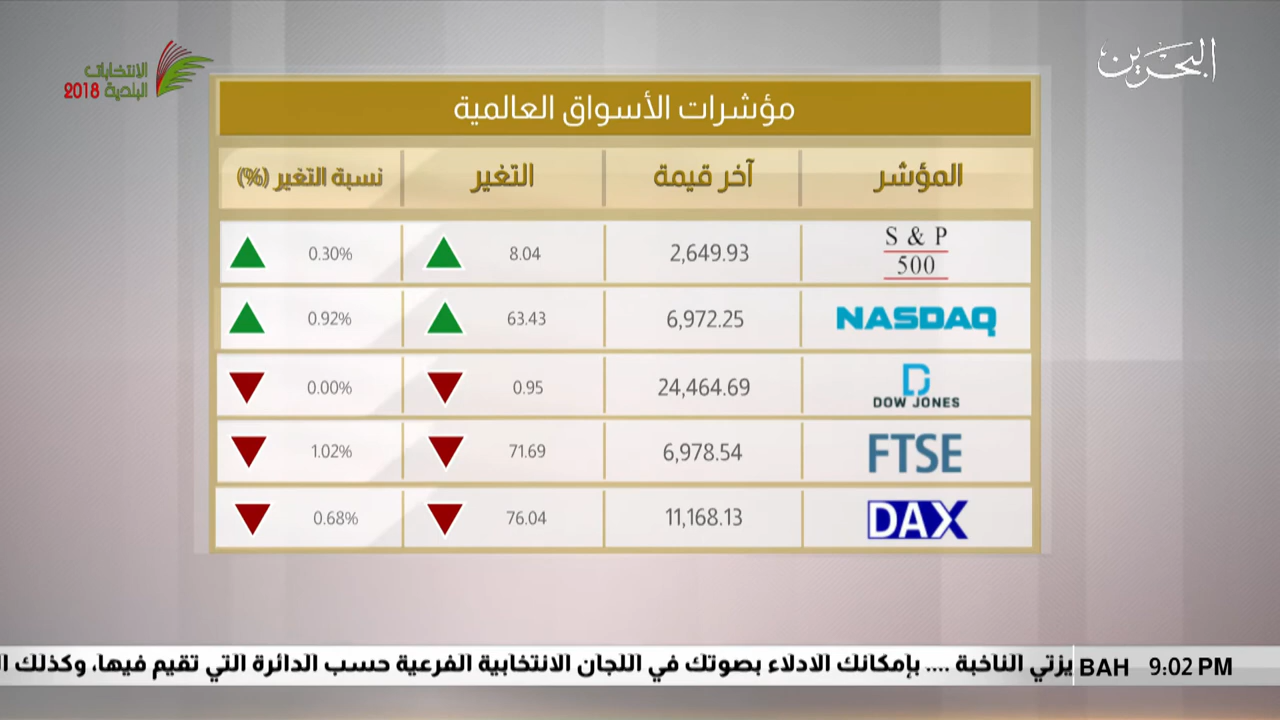 البحرين
الانتخابات
البلدية 2018
مؤشرات الأسواق العالمية
المؤشر آخر قيمة التغير نسبة التغير (%)
S & P
500
2,649.93 8.04 0.30%
NASDAQ 6,972.25 63.43 0.92%
DOW JONES 24,464.69 0.95 0.00%
FTSE 6,978.54 71.69 1.02%
DAX 11,168.13 76.04 0.68%
يزتي الناخبة .... بإمكانك الادلاء بصوتك في اللجان الانتخابية الفرعية حسب الدائرة التي تقيم فيها، وكذلك ال
BAH 9:02 PM